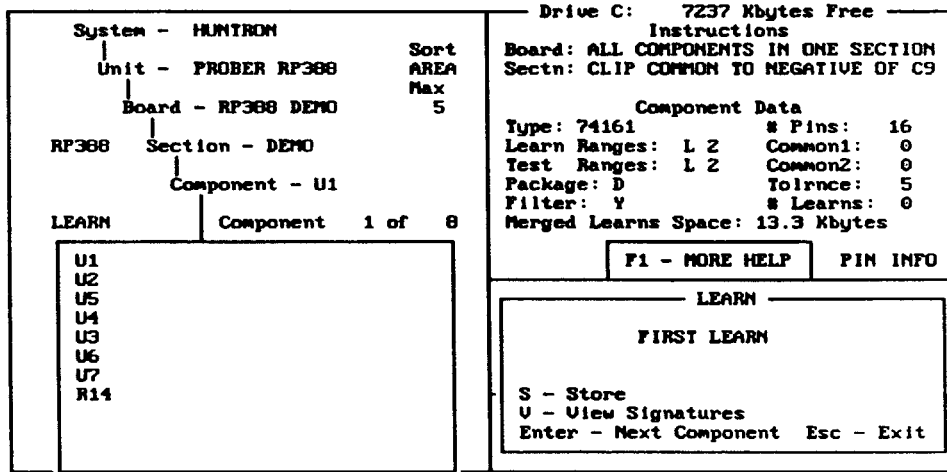 System - HUNTRON
Sort
Unit - PROBER RP388
AREA
Max
Board - RP388 DEMO
5
RP388
Section - DEMO
Component - U1
LEARN
Component 1 of 8
U1
U2
U5
U4
U3
U6
U7
R14
Drive C: 7237 Kbytes Free
Instructions
Board: ALL COMPONENTS IN ONE SECTION
Sectn: CLIP COMMON TO NEGATIVE OF C9
Component Data
Type: 74161 # Pins: 16
Learn Ranges: L 2 Common1: 0
Test Ranges: L 2 Common2: 0
Package: D Tolrnce: 5
Filter: Y # Learns: 0
Merged Learns Space: 13.3 Kbytes
F1 - MORE HELP PIN INFO
LEARN
FIRST LEARN
S - Store
V - View Signatures
Enter - Next Component Esc - Exit